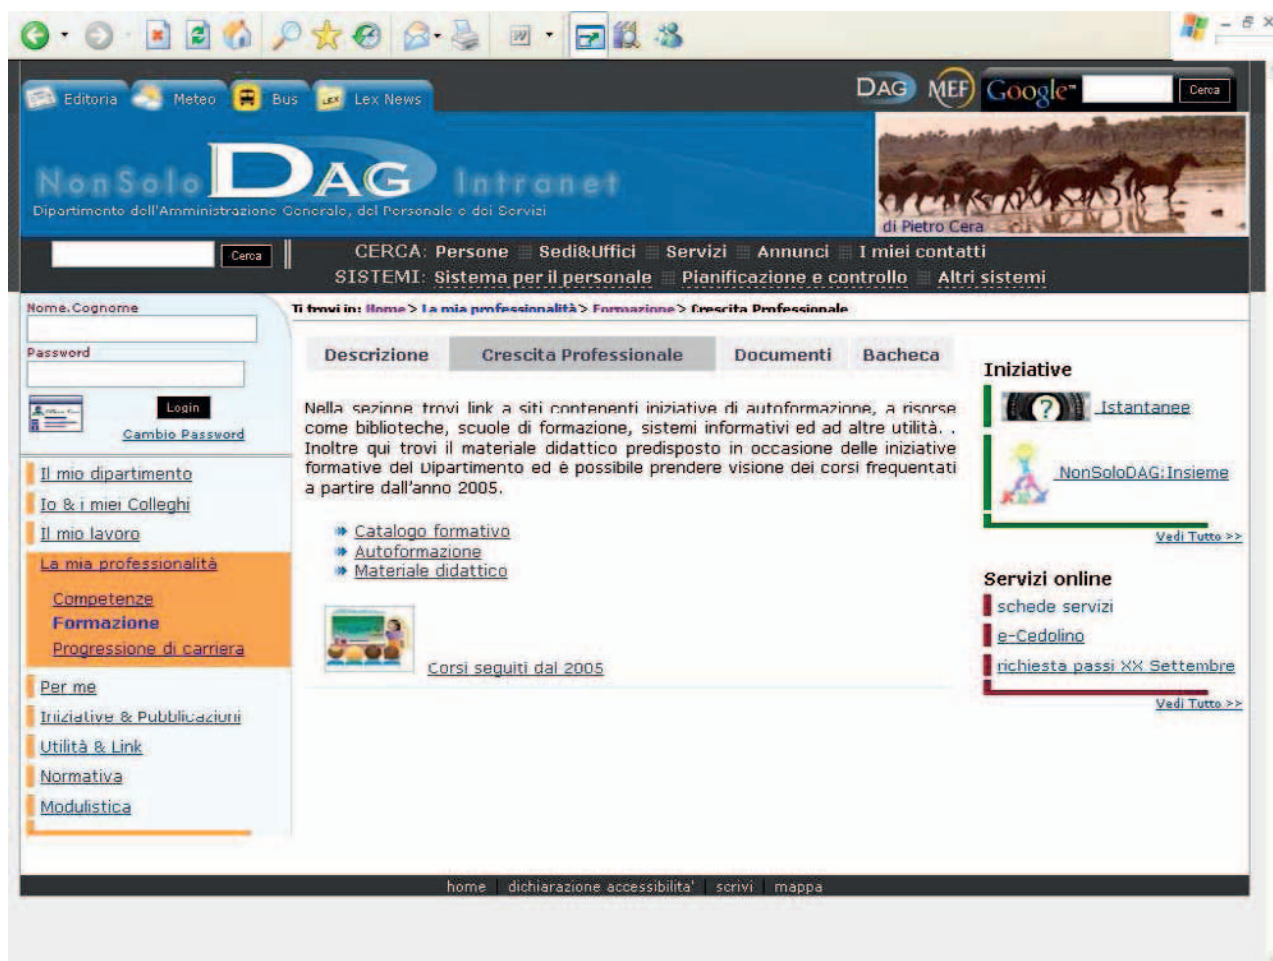 Editoria Meteo Bus Lex News
DAG MEF Google™ Cerca
NonSolo DAG Intranet
Dipartimento dell'Amministrazione Generale, del Personale e dei Servizi
di Pietro Cera
Cerca
CERCA: Persone Sedi&Uffici Servizi Annunci I miei contatti
SISTEMI: Sistema per il personale Pianificazione e controllo Altri sistemi
Nome.Cognome
Password
Login
Cambio Password
Il mio dipartimento
Io & i miei Colleghi
Il mio lavoro
La mia professionalità
Competenze
Formazione
Progressione di carriera
Per me
Iniziative & Pubblicazioni
Utilità & Link
Normativa
Modulistica
Ti trovi in: Home > La mia professionalità > Formazione > Crescita Professionale
Descrizione Crescita Professionale Documenti Bacheca
Nella sezione trovi link a siti contenenti iniziative di autoformazione, a risorse
come biblioteche, scuole di formazione, sistemi informativi ed ad altre utilità. .
Inoltre qui trovi il materiale didattico predisposto in occasione delle iniziative
formative del Dipartimento ed è possibile prendere visione dei corsi frequentati
a partire dall'anno 2005.
Catalogo formativo
Autoformazione
Materiale didattico
Corsi seguiti dal 2005
Iniziative
? Istantanee
NonSoloDAG:Insieme
Vedi Tutto >>
Servizi online
schede servizi
e-Cedolino
richiesta passi XX Settembre
Vedi Tutto >>
home | dichiarazione accessibilita' | scrivi | mappa